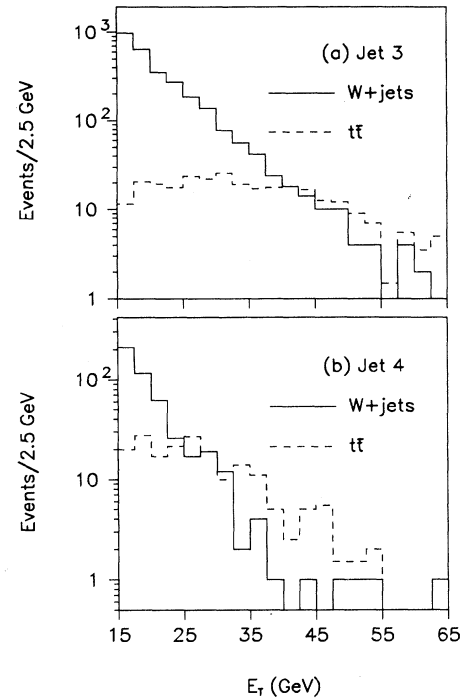 10³
10²
10
1
Events/2.5 GeV
(a) Jet 3
W+jets
tt̄
10²
10
1
Events/2.5 GeV
(b) Jet 4
W+jets
tt̄
15 25 35 45 55 65
E_T (GeV)